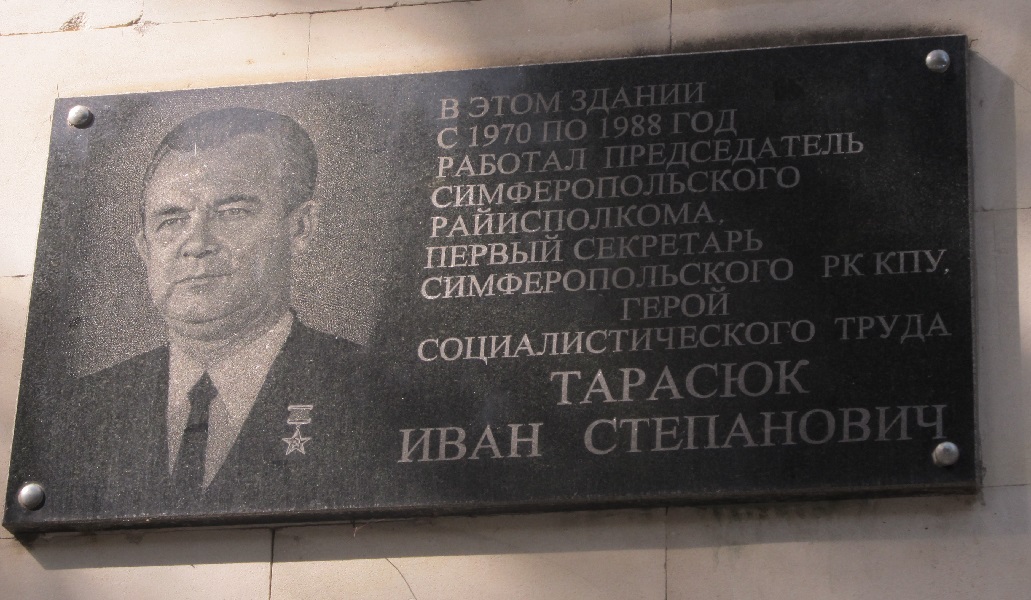 В ЭТОМ ЗДАНИИ
С 1970 ПО 1988 ГОД
РАБОТАЛ ПРЕДСЕДАТЕЛЬ
СИМФЕРОПОЛЬСКОГО
РАЙИСПОЛКОМА,
ПЕРВЫЙ СЕКРЕТАРЬ
СИМФЕРОПОЛЬСКОГО РК КПУ,
ГЕРОЙ
СОЦИАЛИСТИЧЕСКОГО ТРУДА
ТАРАСЮК
ИВАН СТЕПАНОВИЧ